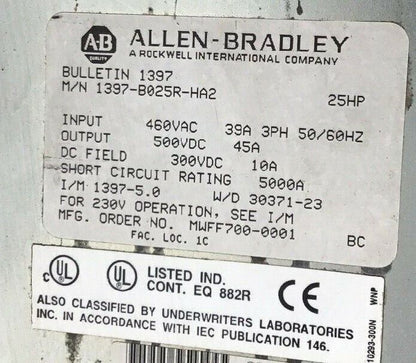 AB QUALITY
ALLEN-BRADLEY
A ROCKWELL INTERNATIONAL COMPANY
BULLETIN 1397
M/N 1397-B025R-HA2 25HP
INPUT 460VAC 39A 3PH 50/60HZ
OUTPUT 500VDC 45A
DC FIELD 300VDC 10A
SHORT CIRCUIT RATING 5000A
I/M 1397-5.0 W/D 30371-23
FOR 230V OPERATION, SEE I/M
MFG. ORDER NO. MWFF700-0001
FAC. LOC. 1C BC
C UL UL LISTED IND.
CONT. EQ 882R CE
ALSO CLASSIFIED BY UNDERWRITERS LABORATORIES
INC. IN ACCORDANCE WITH IEC PUBLICATION 146.
10293-300N WNP